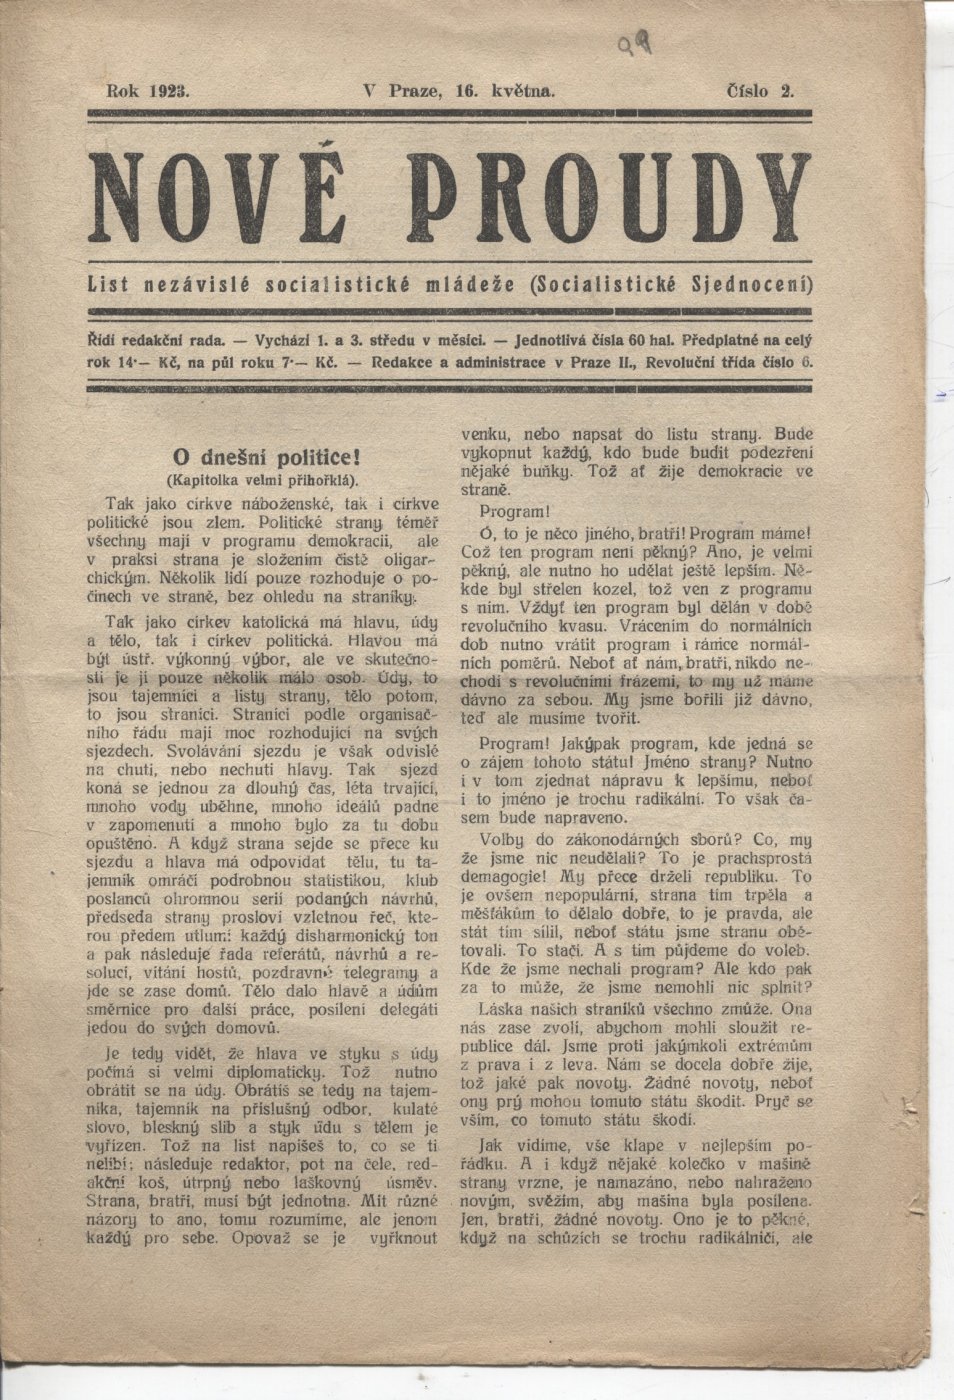 Rok 1923. V Praze, 16. května. Číslo 2.
NOVÉ PROUDY
List nezávislé socialistické mládeže (Socialistické Sjednocení)
Řídí redakční rada. — Vychází 1. a 3. středu v měsíci. — Jednotlivá čísla 60 hal. Předplatné na celý
rok 14·— Kč, na půl roku 7·— Kč. — Redakce a administrace v Praze II., Revoluční třída číslo 6.
O dnešní politice!
(Kapitolka velmi přihořklá).
Tak jako církve náboženské, tak i církve
politické jsou zlem. Politické strany téměř
všechny mají v programu demokracii, ale
v praksi strana je složením čistě oligar-
chickým. Několik lidí pouze rozhoduje o po-
činech ve straně, bez ohledu na straníky.
Tak jako církev katolická má hlavu, údy
a tělo, tak i církev politická. Hlavou má
být ústř. výkonný výbor, ale ve skutečno-
sti je jí pouze několik málo osob. Údy, to
jsou tajemníci a listy strany, tělo potom,
to jsou straníci. Straníci podle organisač-
ního řádu mají moc rozhodující na svých
sjezdech. Svolávání sjezdu je však odvislé
na chuti, nebo nechuti hlavy. Tak sjezd
koná se jednou za dlouhý čas, léta trvající,
mnoho vody uběhne, mnoho ideálů padne
v zapomenutí a mnoho bylo za tu dobu
opuštěno. A když strana sejde se přece ku
sjezdu a hlava má odpovídat tělu, tu ta-
jemník omráčí podrobnou statistikou, klub
poslanců ohromnou serií podaných návrhů,
předseda strany prosloví vzletnou řeč, kte-
rou předem utlumí každý disharmonický ton
a pak následuje řada referátů, návrhů a re-
solucí, vítání hostů, pozdravné telegramy a
jde se zase domů. Tělo dalo hlavě a údům
směrnice pro další práce, posílení delegáti
jedou do svých domovů.
Je tedy vidět, že hlava ve styku s údy
počíná si velmi diplomaticky. Tož nutno
obrátit se na údy. Obrátíš se tedy na tajem-
níka, tajemník na příslušný odbor, kulaté
slovo, bleskný slib a styk údu s tělem je
vyřízen. Tož na list napíšeš to, co se ti
nelíbí; následuje redaktor, pot na čele, red-
akční koš, útrpný nebo laškovný úsměv.
Strana, bratři, musí být jednotna. Mít různé
názory to ano, tomu rozumíme, ale jenom
každý pro sebe. Opovaž se je vyřknout
venku, nebo napsat do listu strany. Bude
vykopnut každý, kdo bude budit podezření
nějaké buňky. Tož ať žije demokracie ve
straně.
Program!
Ó, to je něco jiného, bratří! Program máme!
Což ten program není pěkný? Ano, je velmi
pěkný, ale nutno ho udělat ještě lepším. Ně-
kde byl střelen kozel, tož ven z programu
s ním. Vždyť ten program byl dělán v době
revolučního kvasu. Vrácením do normálních
dob nutno vrátit program i rámce normál-
ních poměrů. Neboť ať nám, bratři, nikdo ne-
chodí s revolučními frázemi, to my už máme
dávno za sebou. My jsme bořili již dávno,
teď ale musíme tvořit.
Program! Jakýpak program, kde jedná se
o zájem tohoto státu! Jméno strany? Nutno
i v tom zjednat nápravu k lepšímu, neboť
i to jméno je trochu radikální. To však ča-
sem bude napraveno.
Volby do zákonodárných sborů? Co, my
že jsme nic neudělali? To je prachsprostá
demagogie! My přece drželi republiku. To
je ovšem nepopulární, strana tím trpěla a
měšťákům to dělalo dobře, to je pravda, ale
stát tím sílil, neboť státu jsme stranu obě-
tovali. To stačí. A s tím půjdeme do voleb.
Kde že jsme nechali program? Ale kdo pak
za to může, že jsme nemohli nic splnit?
Láska našich straníků všechno zmůže. Ona
nás zase zvolí, abychom mohli sloužit re-
publice dál. Jsme proti jakýmkoli extrémům
z prava i z leva. Nám se docela dobře žije,
tož jaké pak novoty. Žádné novoty, neboť
ony prý mohou tomuto státu škodit. Pryč se
vším, co tomuto státu škodí.
Jak vidíme, vše klape v nejlepším po-
řádku. A i když nějaké kolečko v mašině
strany vrzne, je namazáno, nebo nahraženo
novým, svěžím, aby mašina byla posílena.
Jen, bratři, žádné novoty. Ono je to pěkné,
když na schůzích se trochu radikálničí, ale